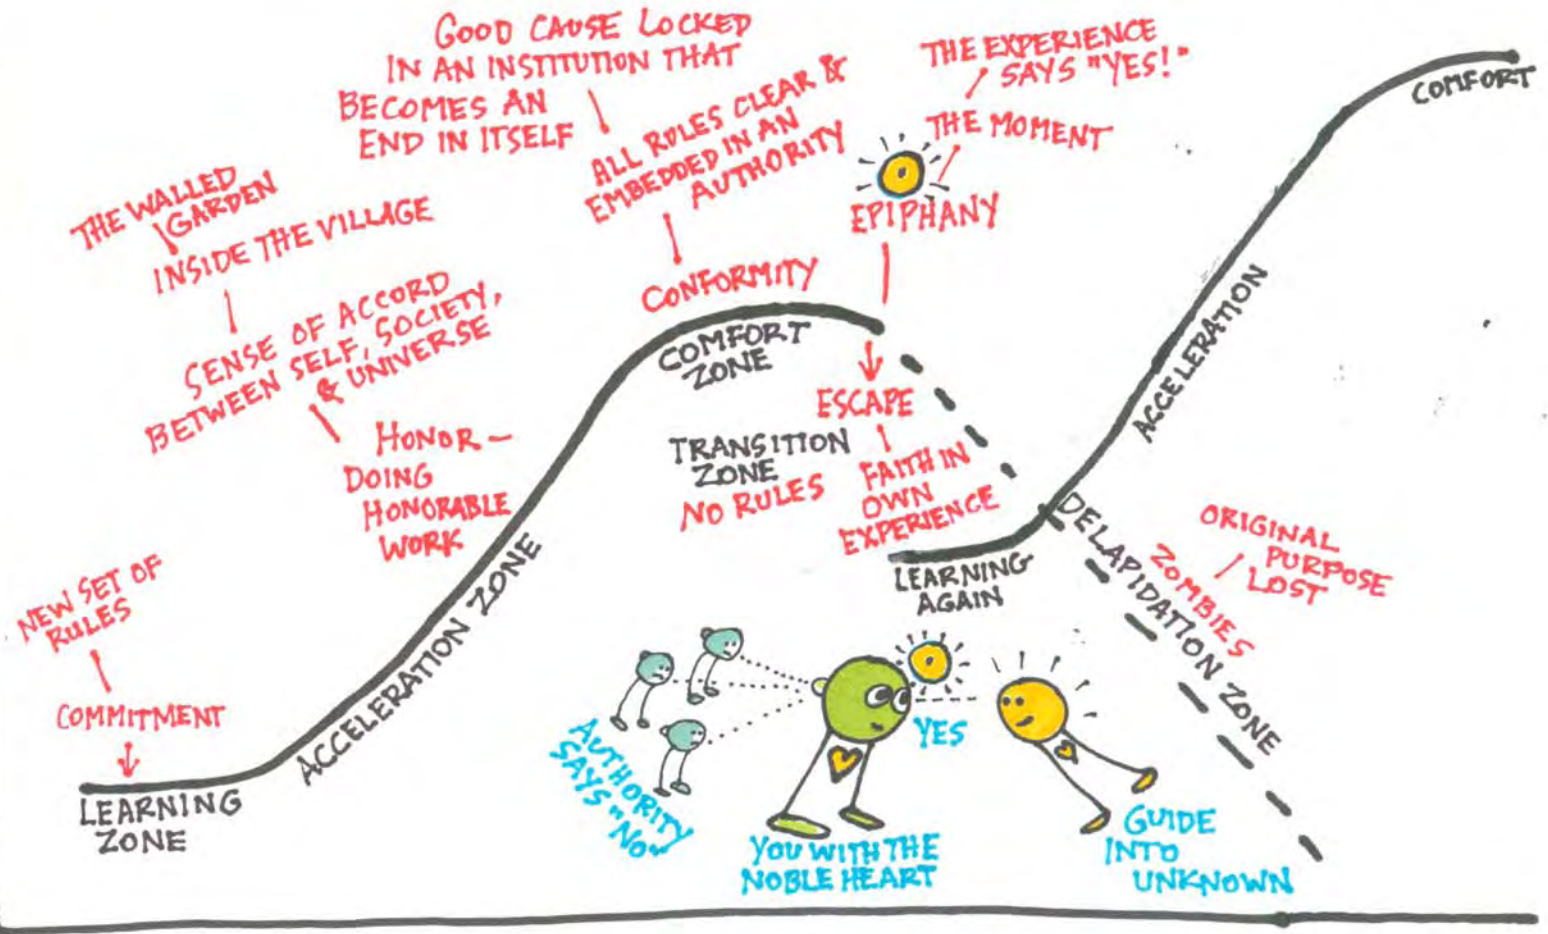 GOOD CAUSE LOCKED
IN AN INSTITUTION THAT
BECOMES AN
END IN ITSELF
ALL RULES CLEAR &
EMBEDDED IN AN
AUTHORITY
CONFORMITY
THE EXPERIENCE
SAYS "YES!"
THE MOMENT
EPIPHANY
COMFORT
THE WALLED
GARDEN
INSIDE THE VILLAGE
SENSE OF ACCORD
BETWEEN SELF, SOCIETY,
& UNIVERSE
HONOR –
DOING
HONORABLE
WORK
COMFORT
ZONE
ESCAPE
FAITH IN
OWN
EXPERIENCE
TRANSITION
ZONE
NO RULES
ACCELERATION
LEARNING
AGAIN
DELAPIDATION ZONE
ZOMBIES
ORIGINAL
PURPOSE
LOST
NEW SET OF
RULES
COMMITMENT
LEARNING
ZONE
ACCELERATION ZONE
AUTHORITY
SAYS "NO"
YES
YOU WITH THE
NOBLE HEART
GUIDE
INTO
UNKNOWN